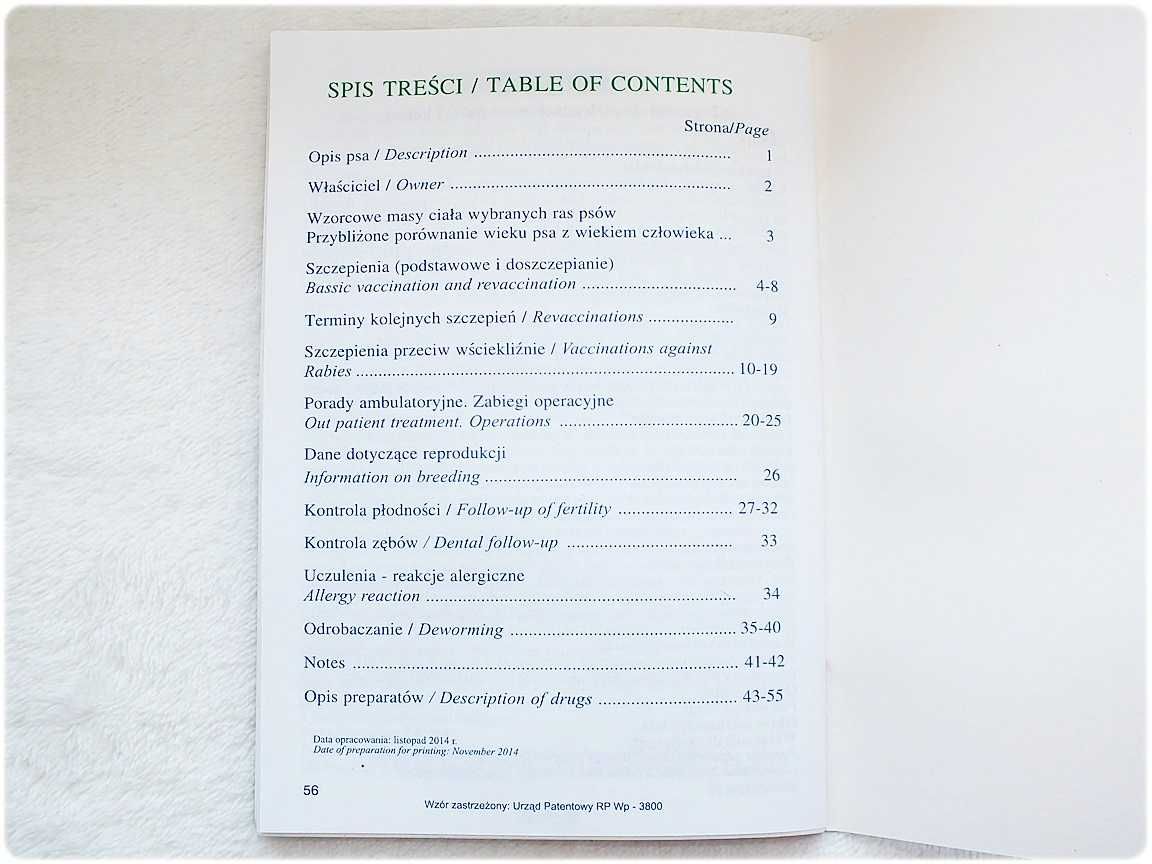 SPIS TREŚCI / TABLE OF CONTENTS
Strona/Page
Opis psa / Description ........................................................ 1
Właściciel / Owner ............................................................. 2
Wzorcowe masy ciała wybranych ras psów
Przybliżone porównanie wieku psa z wiekiem człowieka ... 3
Szczepienia (podstawowe i doszczepianie)
Bassic vaccination and revaccination .................................. 4-8
Terminy kolejnych szczepień / Revaccinations ................... 9
Szczepienia przeciw wściekliźnie / Vaccinations against
Rabies .................................................................................. 10-19
Porady ambulatoryjne. Zabiegi operacyjne
Out patient treatment. Operations ....................................... 20-25
Dane dotyczące reprodukcji
Information on breeding ....................................................... 26
Kontrola płodności / Follow-up of fertility ......................... 27-32
Kontrola zębów / Dental follow-up .................................... 33
Uczulenia - reakcje alergiczne
Allergy reaction .................................................................... 34
Odrobaczanie / Deworming ................................................. 35-40
Notes .................................................................................... 41-42
Opis preparatów / Description of drugs .............................. 43-55
Data opracowania: listopad 2014 r.
Date of preparation for printing: November 2014
56
Wzór zastrzeżony: Urząd Patentowy RP Wp - 3800